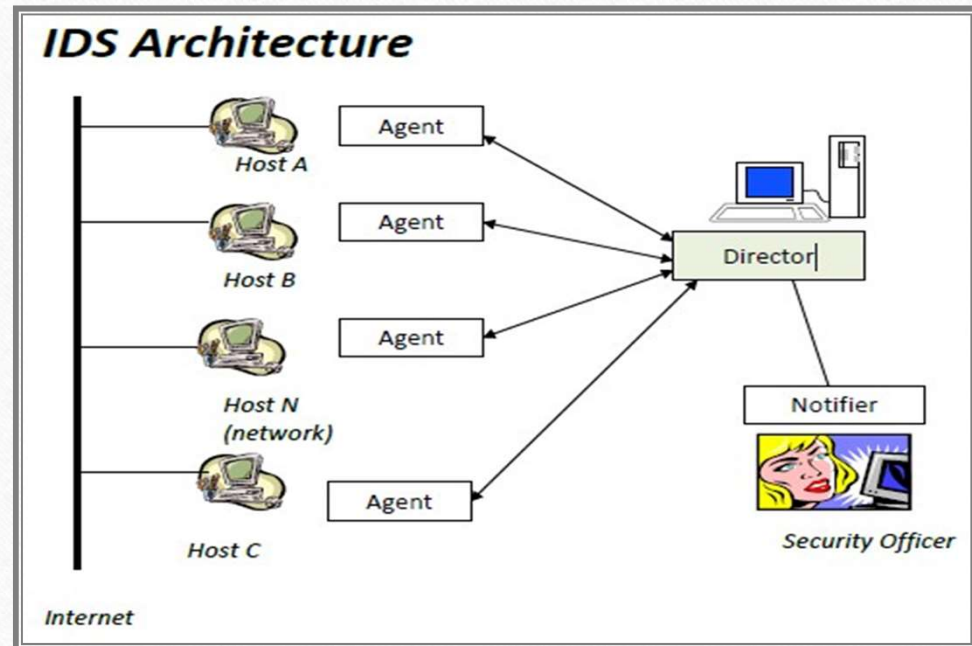 IDS Architecture
Agent
Host A
Agent
Host B
Director
Agent
Host N
(network)
Notifier
Agent
Host C
Security Officer
Internet